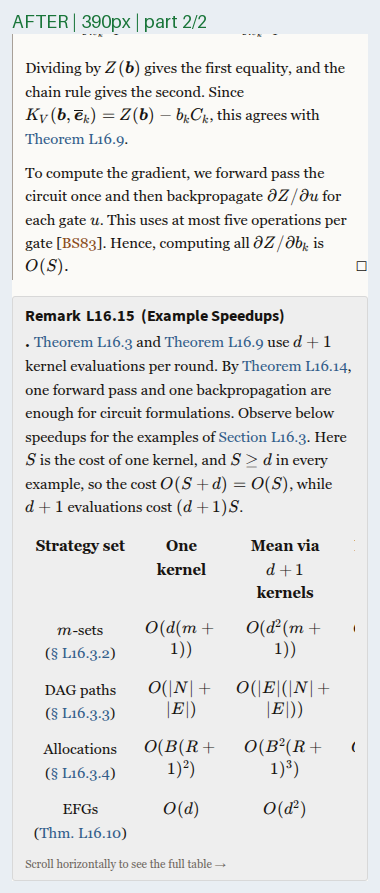 AFTER | 390px | part 2/2
Dividing by Z(b) gives the first equality, and the
chain rule gives the second. Since
K_V(b, ē_k) = Z(b) − b_kC_k, this agrees with
Theorem L16.9.
To compute the gradient, we forward pass the
circuit once and then backpropagate ∂Z/∂u for
each gate u. This uses at most five operations per
gate [BS83]. Hence, computing all ∂Z/∂b_k is
O(S). □
Remark L16.15 (Example Speedups)
. Theorem L16.3 and Theorem L16.9 use d + 1
kernel evaluations per round. By Theorem L16.14,
one forward pass and one backpropagation are
enough for circuit formulations. Observe below
speedups for the examples of Section L16.3. Here
S is the cost of one kernel, and S ≥ d in every
example, so the cost O(S + d) = O(S), while
d + 1 evaluations cost (d + 1)S.
Strategy set One Mean via
kernel d + 1
kernels
m-sets O(d(m + O(d²(m +
(§ L16.3.2) 1)) 1))
DAG paths O(|N| + O(|E|(|N| +
(§ L16.3.3) |E|) |E|))
Allocations O(B(R + O(B²(R +
(§ L16.3.4) 1)²) 1)³)
EFGs O(d) O(d²)
(Thm. L16.10)
Scroll horizontally to see the full table →